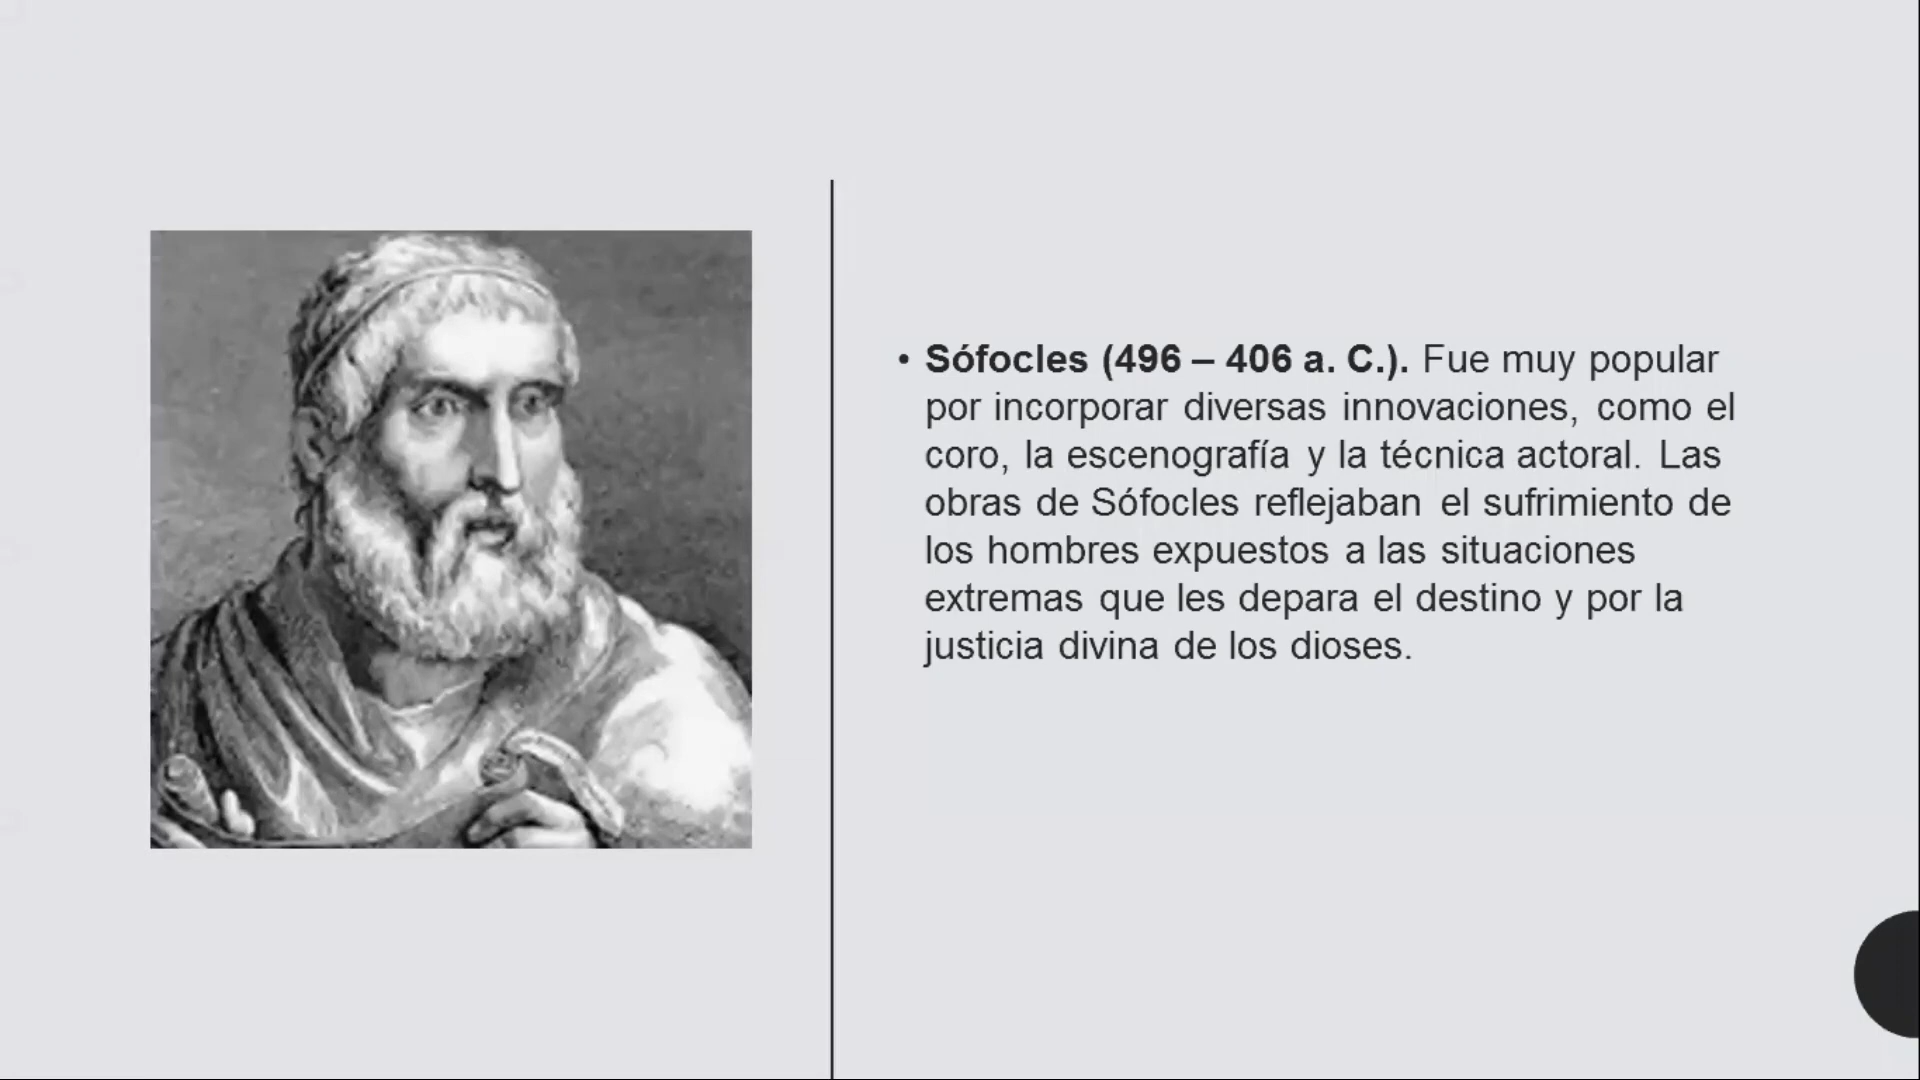 • Sófocles (496 – 406 a. C.). Fue muy popular
por incorporar diversas innovaciones, como el
coro, la escenografía y la técnica actoral. Las
obras de Sófocles reflejaban el sufrimiento de
los hombres expuestos a las situaciones
extremas que les depara el destino y por la
justicia divina de los dioses.